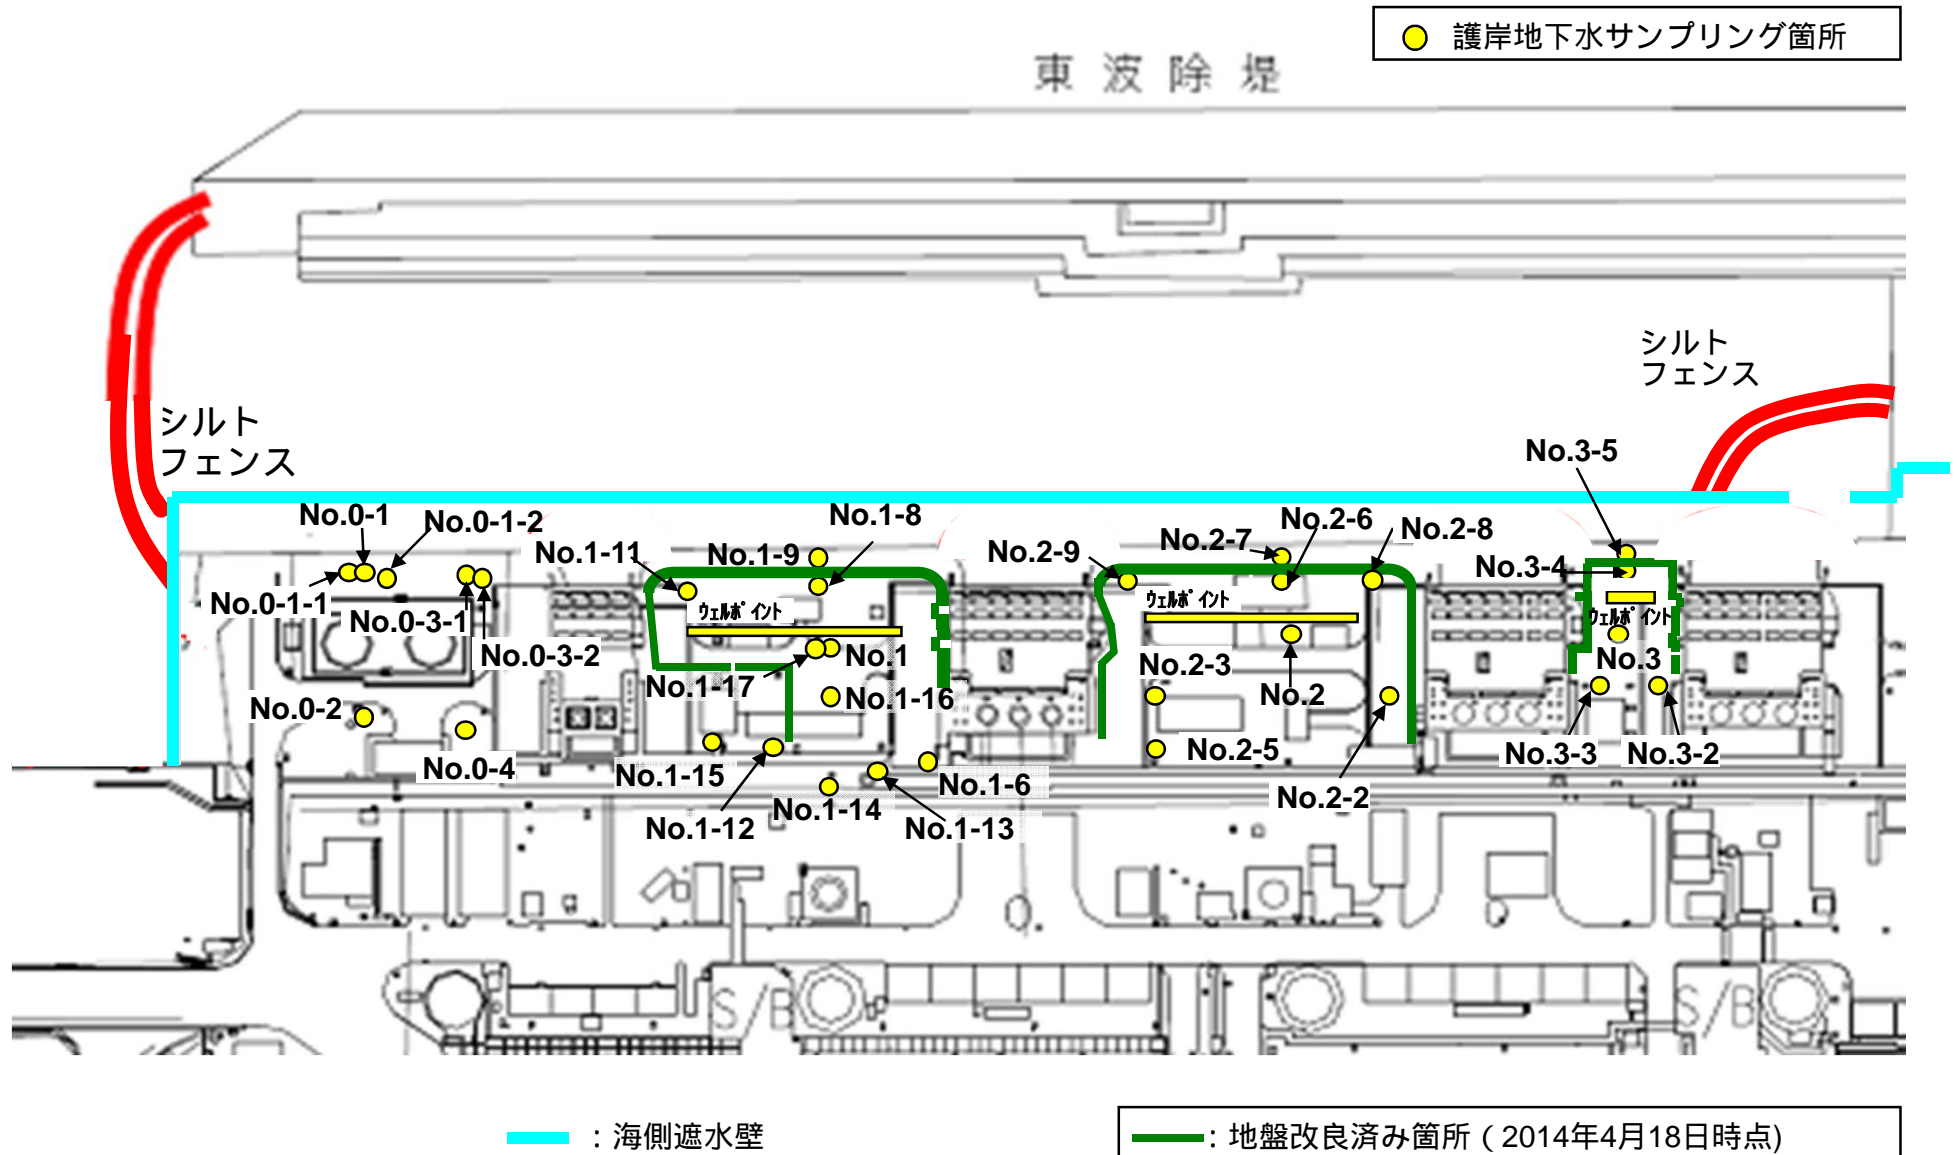 護岸地下水サンプリング箇所
東波除堤
シルト
フェンス
シルト
フェンス
No.3-5
No.0-1
No.0-1-2
No.1-8
No.2-6
No.2-8
No.1-11
No.1-9
No.2-9
No.2-7
No.3-4
No.0-1-1
No.0-3-1
ウェルポイント
ウェルポイント
ウェルポイント
No.0-3-2
No.1
No.2-3
No.3
No.1-17
No.1-16
No.2
No.0-2
No.0-4
No.1-15
No.1-6
No.2-5
No.3-3
No.3-2
No.1-14
No.2-2
No.1-12
No.1-13
S/B
S/B
：海側遮水壁
：地盤改良済み箇所（2014年4月18日時点)